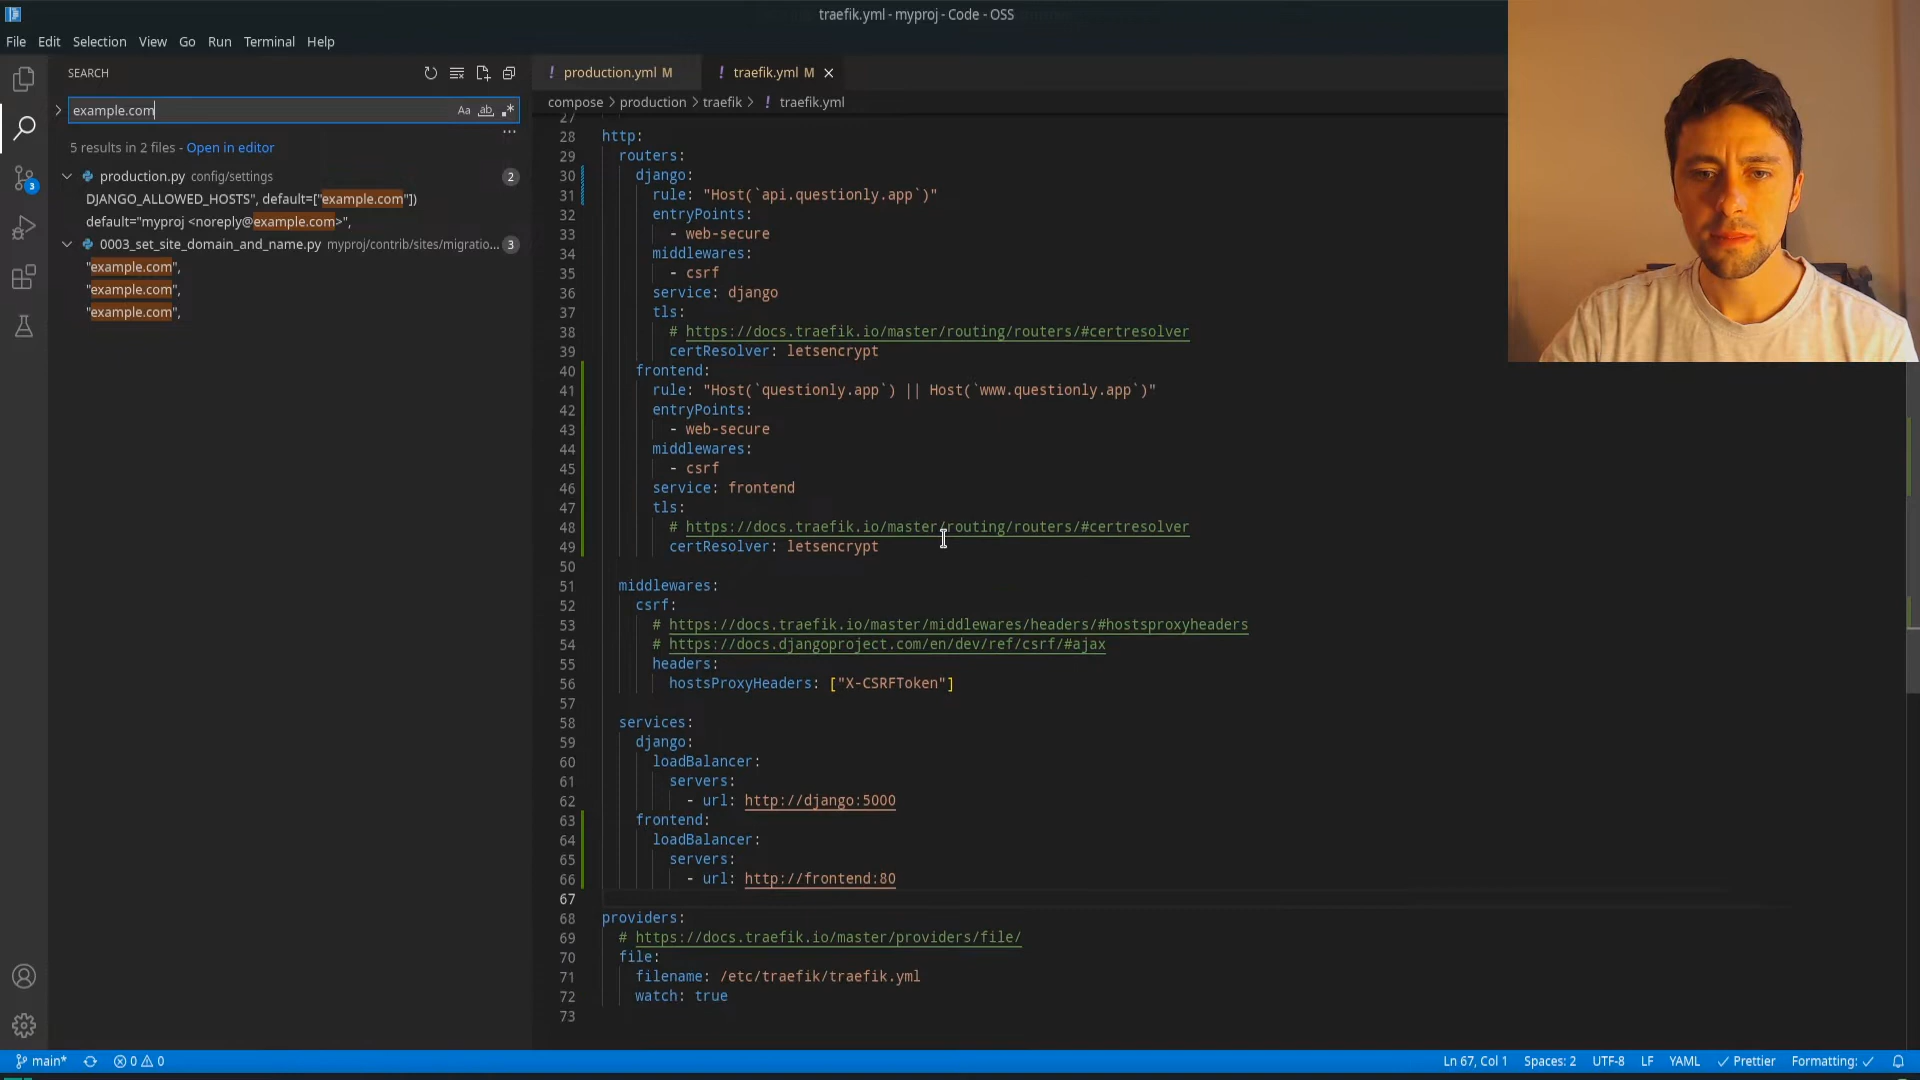 traefik.yml - myproj - Code - OSS
File Edit Selection View Go Run Terminal Help
SEARCH
example.com
Aa ab
5 results in 2 files - Open in editor
production.py config/settings 2
DJANGO_ALLOWED_HOSTS", default=["example.com"])
default="myproj <noreply@example.com>",
0003_set_site_domain_and_name.py myproj/contrib/sites/migratio... 3
"example.com",
"example.com",
"example.com",
3
! production.yml M
! traefik.yml M
compose > production > traefik > ! traefik.yml
27
28 http:
29 routers:
30 django:
31 rule: "Host(`api.questionly.app`)"
32 entryPoints:
33 - web-secure
34 middlewares:
35 - csrf
36 service: django
37 tls:
38 # https://docs.traefik.io/master/routing/routers/#certresolver
39 certResolver: letsencrypt
40 frontend:
41 rule: "Host(`questionly.app`) || Host(`www.questionly.app`)"
42 entryPoints:
43 - web-secure
44 middlewares:
45 - csrf
46 service: frontend
47 tls:
48 # https://docs.traefik.io/master/routing/routers/#certresolver
49 certResolver: letsencrypt
50
51 middlewares:
52 csrf:
53 # https://docs.traefik.io/master/middlewares/headers/#hostsproxyheaders
54 # https://docs.djangoproject.com/en/dev/ref/csrf/#ajax
55 headers:
56 hostsProxyHeaders: ["X-CSRFToken"]
57
58 services:
59 django:
60 loadBalancer:
61 servers:
62 - url: http://django:5000
63 frontend:
64 loadBalancer:
65 servers:
66 - url: http://frontend:80
67
68 providers:
69 # https://docs.traefik.io/master/providers/file/
70 file:
71 filename: /etc/traefik/traefik.yml
72 watch: true
73
main* 0 0
Ln 67, Col 1 Spaces: 2 UTF-8 LF YAML Prettier Formatting: